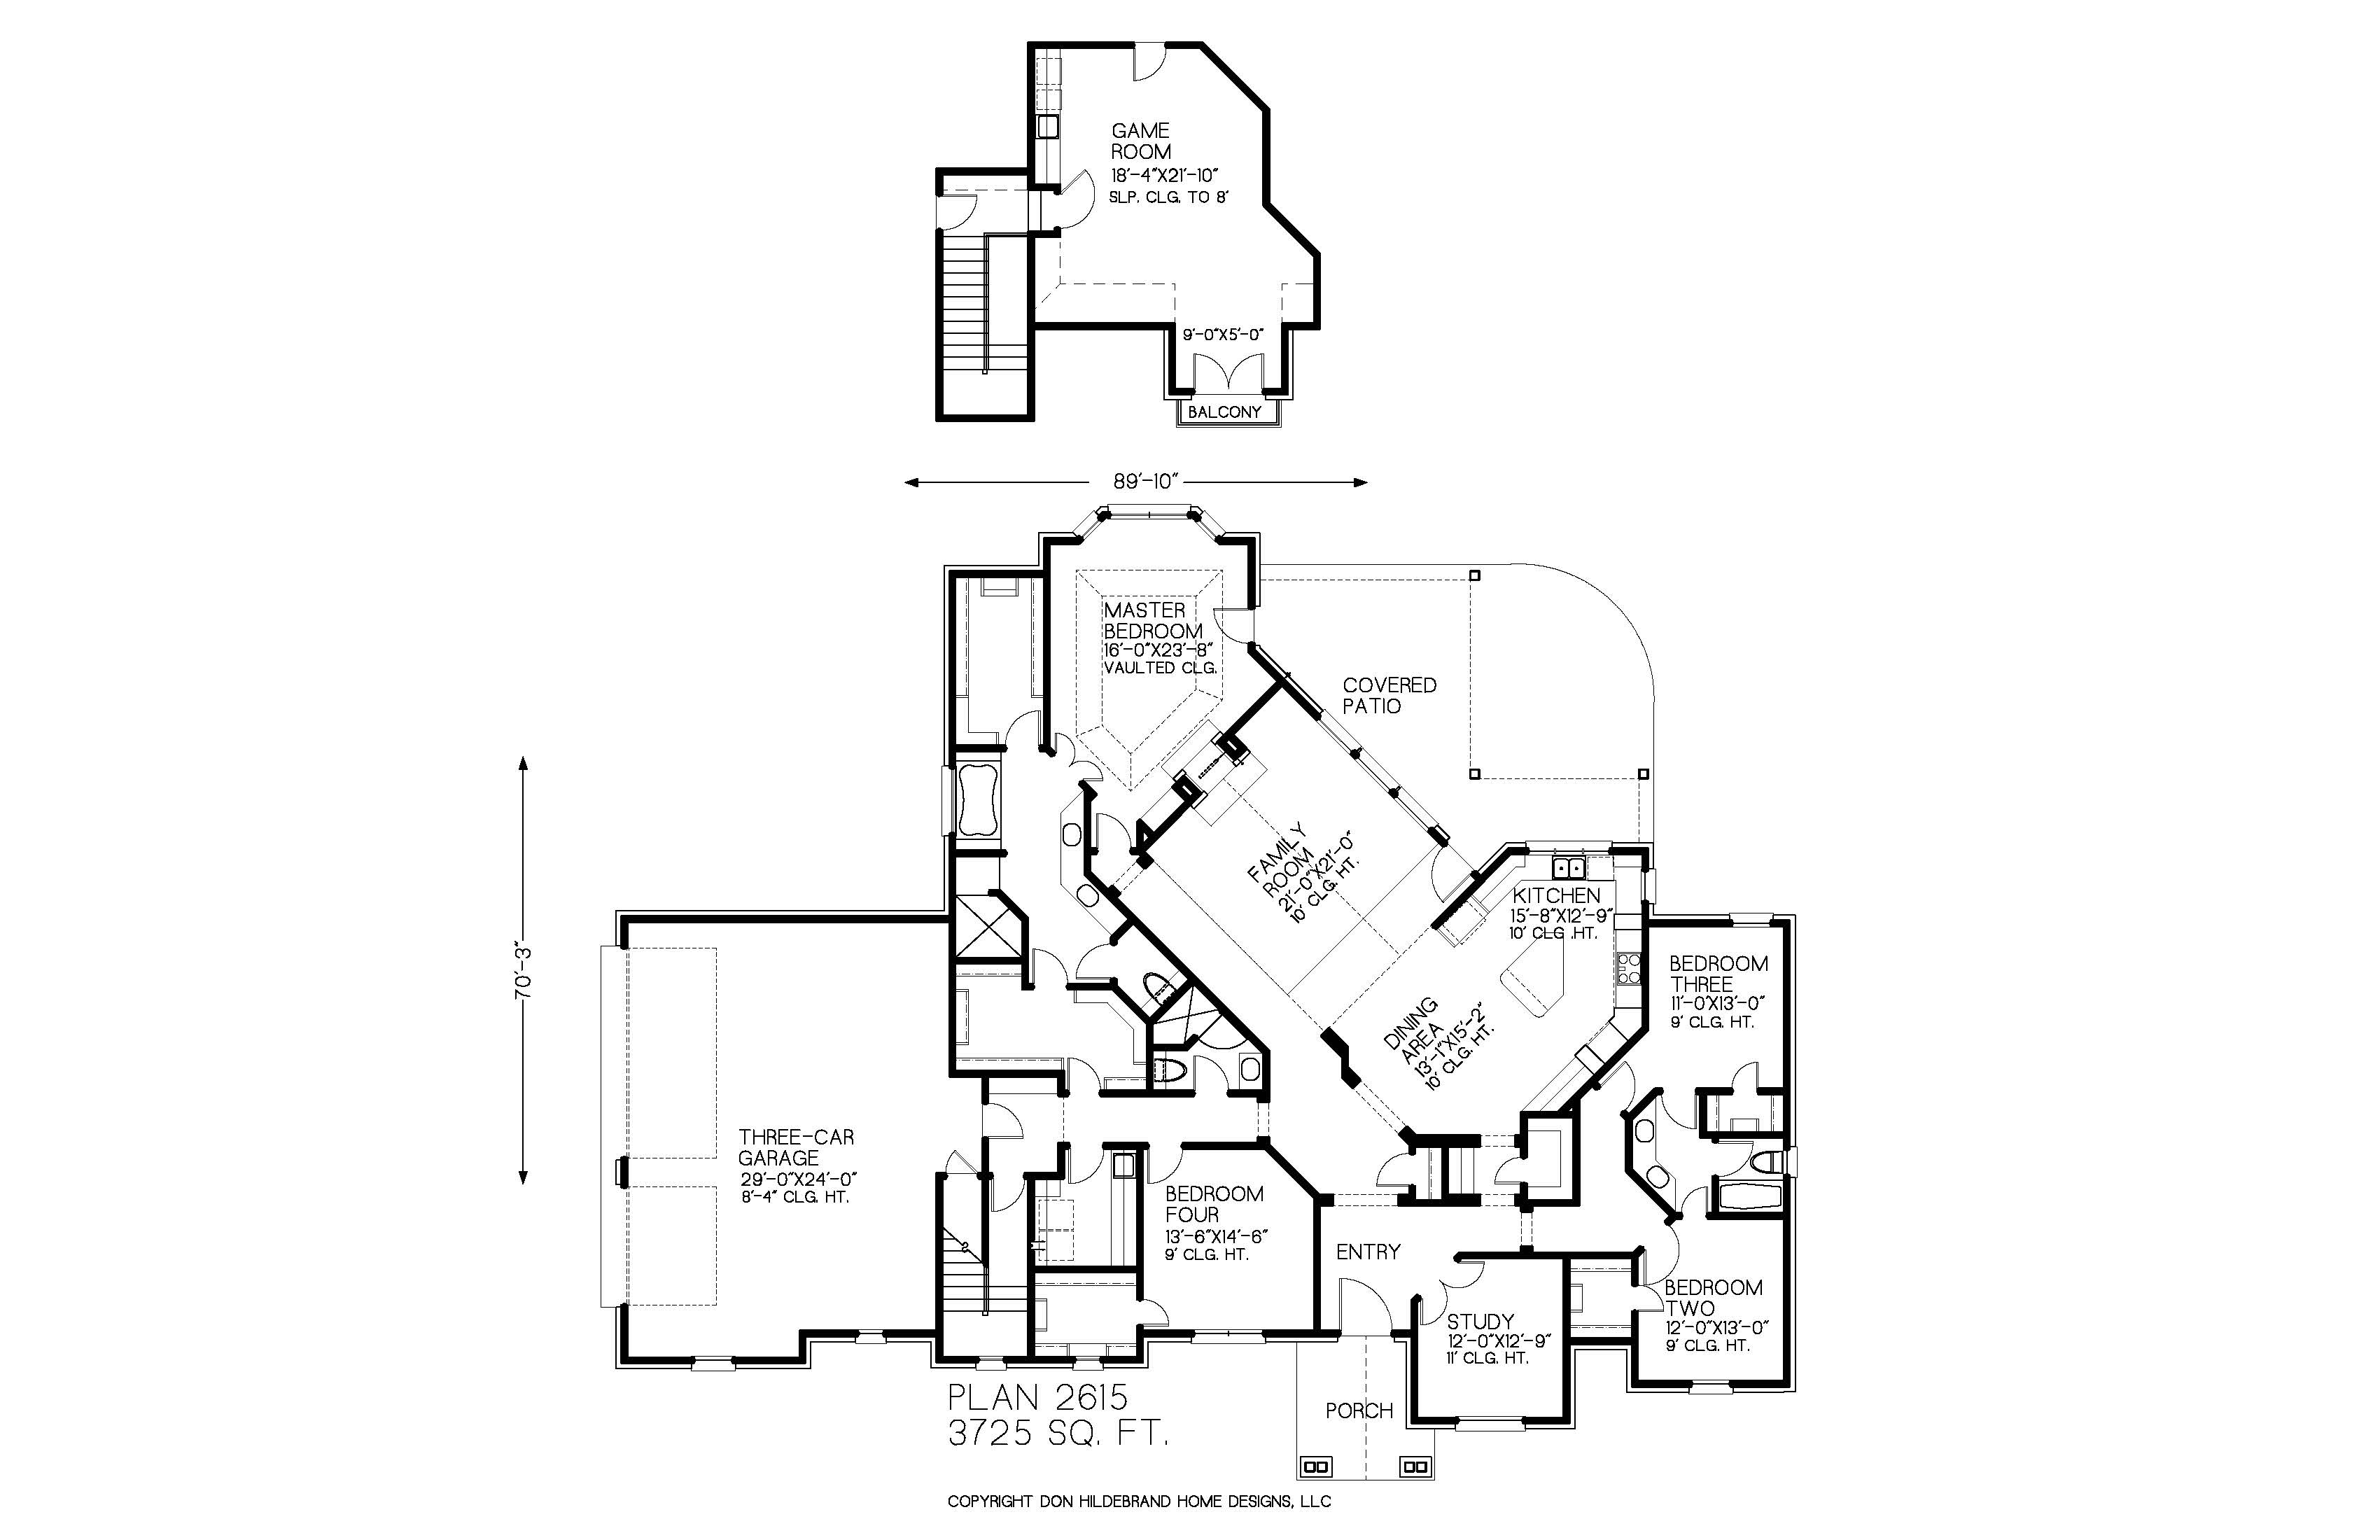 GAME
ROOM
18'-4"X21'-10"
SLP. CLG. TO 8'
9'-0"X5'-0"
BALCONY
89'-10"
MASTER
BEDROOM
16'-0"X23'-8"
VAULTED CLG.
COVERED
PATIO
70'-3"
FAMILY
ROOM
21'-0"X21'-0"
10' CLG. HT.
KITCHEN
15'-8"X12'-9"
10' CLG .HT.
DINING
AREA
13'-1"X15'-2"
10' CLG. HT.
BEDROOM
THREE
11'-0"X13'-0"
9' CLG. HT.
THREE-CAR
GARAGE
29'-0"X24'-0"
8'-4" CLG. HT.
BEDROOM
FOUR
13'-6"X14'-6"
9' CLG. HT.
ENTRY
STUDY
12'-0"X12'-9"
11' CLG. HT.
BEDROOM
TWO
12'-0"X13'-0"
9' CLG. HT.
PORCH
PLAN 2615
3725 SQ. FT.
COPYRIGHT DON HILDEBRAND HOME DESIGNS, LLC